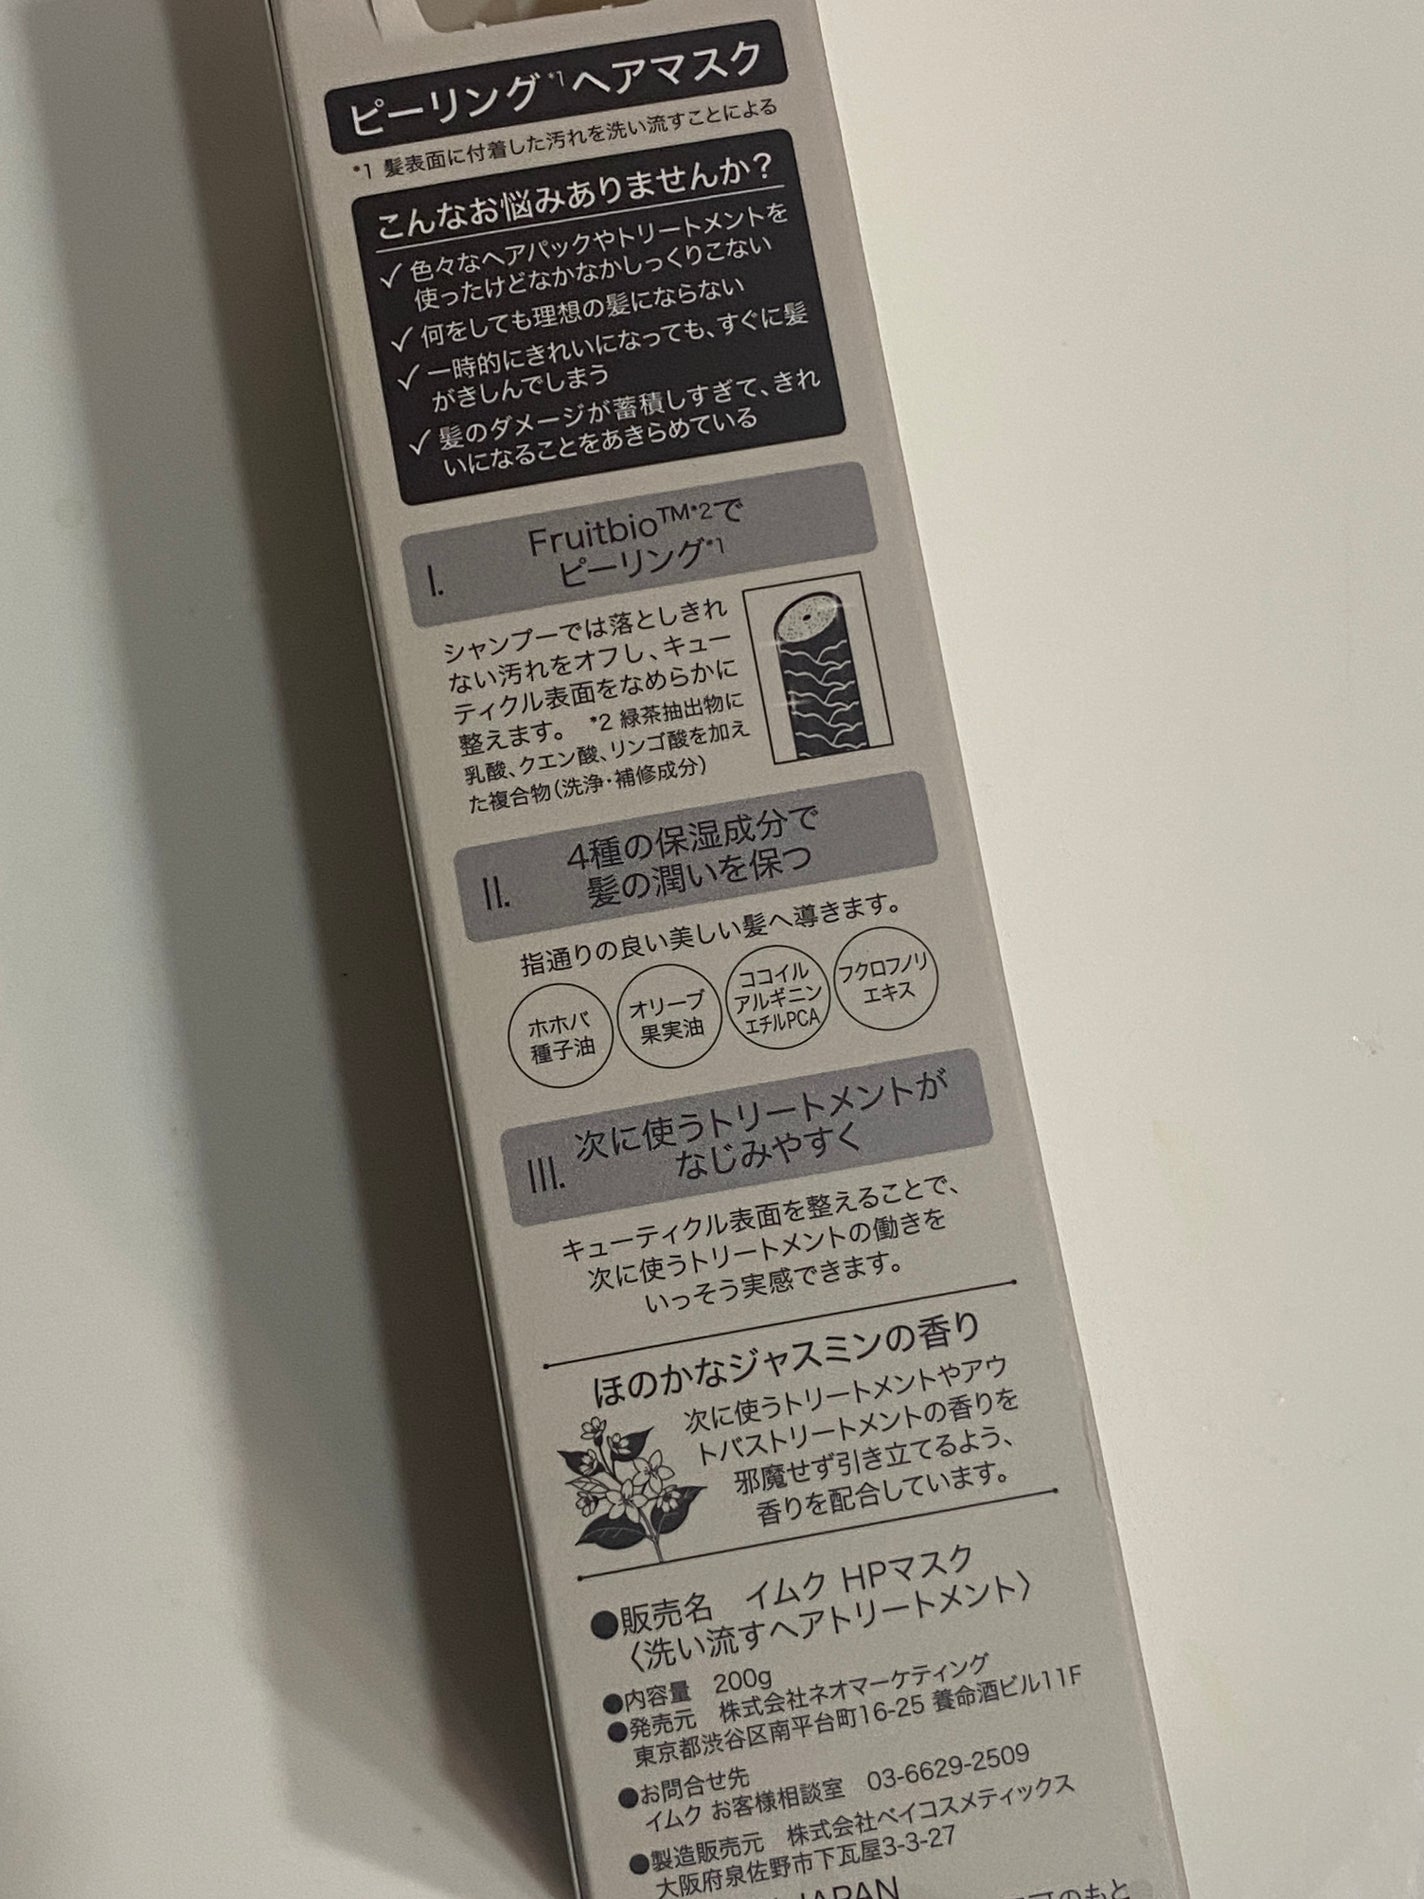 ピーリング*1ヘアマスク
*1 髪表面に付着した汚れを洗い流すことによる
こんなお悩みありませんか?
✓ 色々なヘアパックやトリートメントを
使ったけどなかなかしっくりこない
✓ 何をしても理想の髪にならない
✓ 一時的にきれいになっても、すぐに髪
がきしんでしまう
✓ 髪のダメージが蓄積しすぎて、きれ
いになることをあきらめている
I. Fruitbio™*2で
ピーリング*1
シャンプーでは落としきれ
ない汚れをオフし、キュー
ティクル表面をなめらかに
整えます。 *2 緑茶抽出物に
乳酸、クエン酸、リンゴ酸を加え
た複合物(洗浄・補修成分)
II. 4種の保湿成分で
髪の潤いを保つ
指通りの良い美しい髪へ導きます。
ホホバ
種子油
オリーブ
果実油
ココイル
アルギニン
エチルPCA
フクロフノリ
エキス
III. 次に使うトリートメントが
なじみやすく
キューティクル表面を整えることで、
次に使うトリートメントの働きを
いっそう実感できます。
ほのかなジャスミンの香り
次に使うトリートメントやアウ
トバストリートメントの香りを
邪魔せず引き立てるよう、
香りを配合しています。
●販売名 イムク HPマスク
〈洗い流すヘアトリートメント〉
●内容量 200g
●発売元 株式会社ネオマーケティング
東京都渋谷区南平台町16-25 養命酒ビル11F
●お問合せ先
イムク お客様相談室 03-6629-2509
●製造販売元 株式会社ベイコスメティックス
大阪府泉佐野市下瓦屋3-3-27
JAPAN
のもと